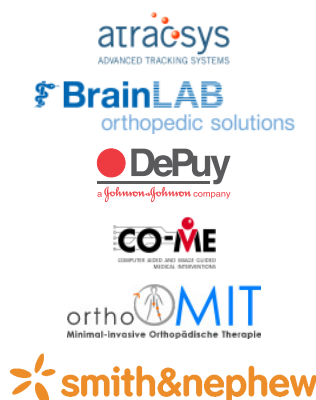 atracsys
ADVANCED TRACKING SYSTEMS
BrainLAB
orthopedic solutions
DePuy
a Johnson & Johnson company
CO-ME
COMPUTER AIDED AND IMAGE GUIDED
MEDICAL INTERVENTIONS
ortho MIT
Minimal-invasive Orthopädische Therapie
smith&nephew